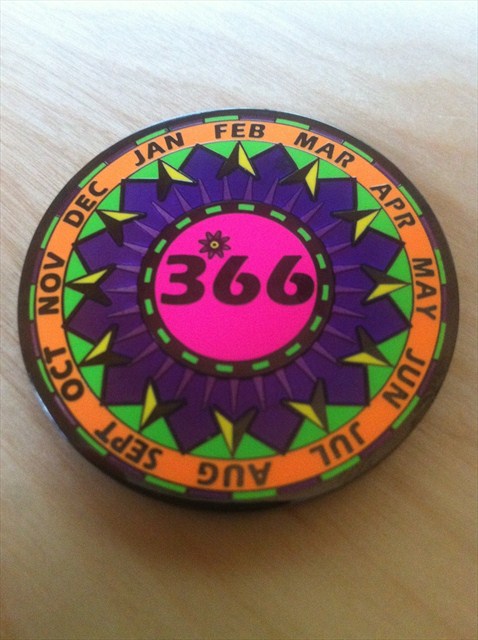 JAN
FEB
MAR
APR
MAY
JUN
JUL
AUG
SEPT
OCT
NOV
DEC
366